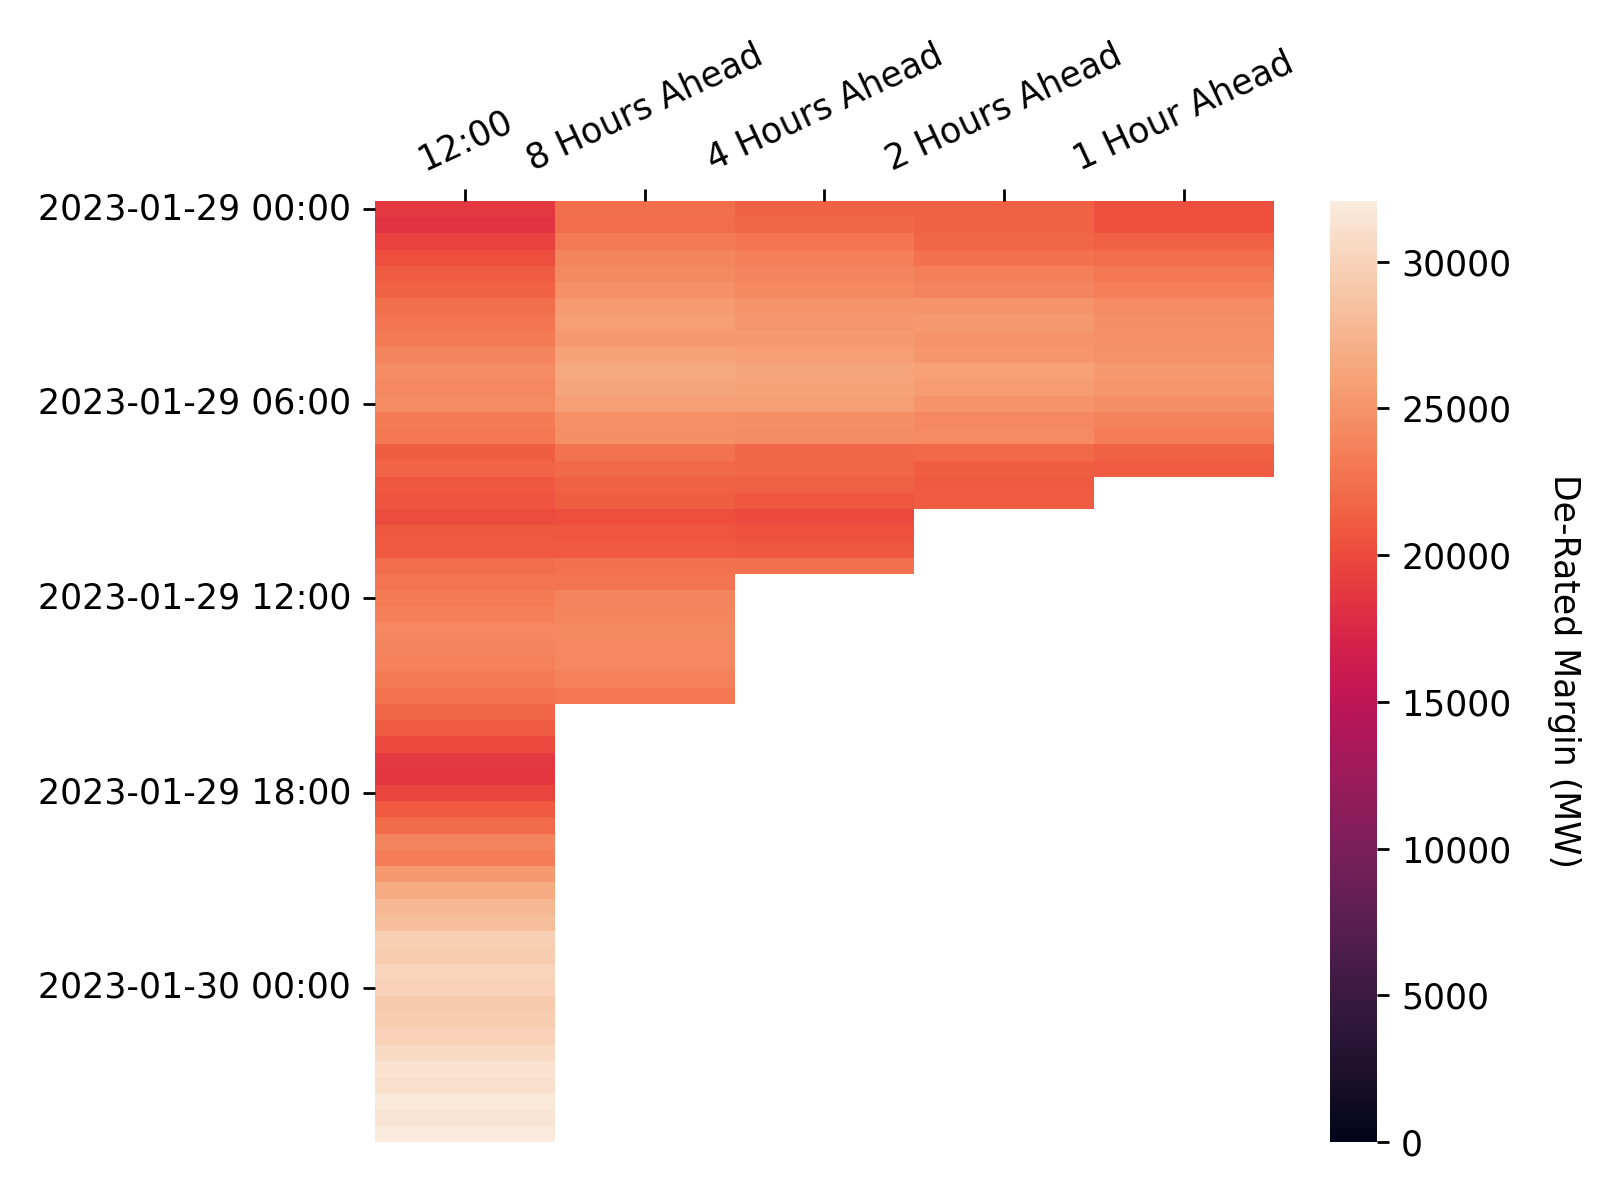 12:00
8 Hours Ahead
4 Hours Ahead
2 Hours Ahead
1 Hour Ahead
2023-01-29 00:00
2023-01-29 06:00
2023-01-29 12:00
2023-01-29 18:00
2023-01-30 00:00
30000
25000
20000
15000
10000
5000
0
De-Rated Margin (MW)